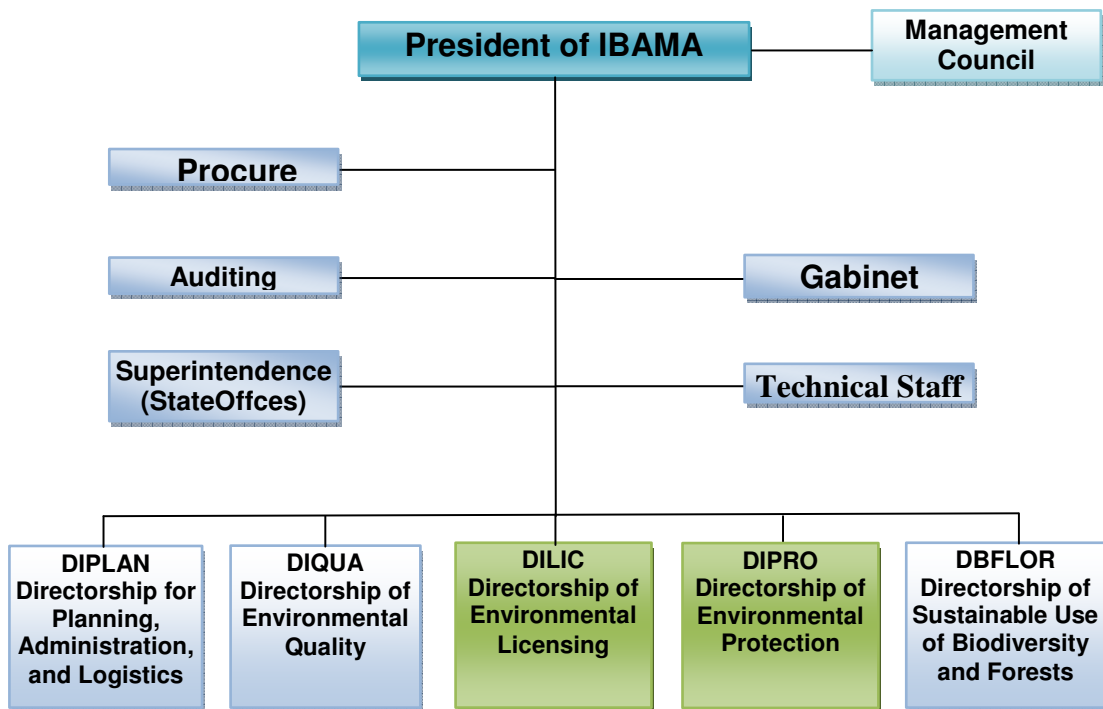 President of IBAMA
Management
Council
Procure
Auditing
Gabinet
Superintendence
(StateOffces)
Technical Staff
DIPLAN
Directorship for
Planning,
Administration,
and Logistics
DIQUA
Directorship of
Environmental
Quality
DILIC
Directorship of
Environmental
Licensing
DIPRO
Directorship of
Environmental
Protection
DBFLOR
Directorship of
Sustainable Use
of Biodiversity
and Forests